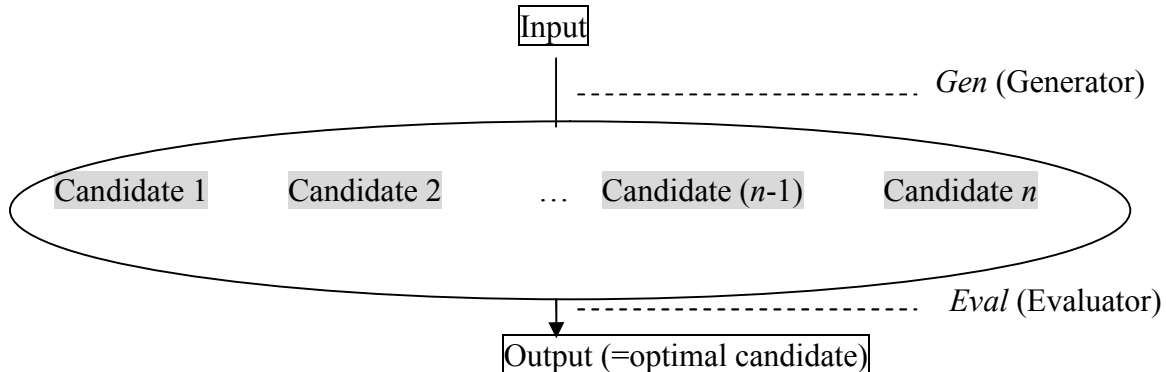 Input
Gen (Generator)
Candidate 1 Candidate 2 … Candidate (n-1) Candidate n
Eval (Evaluator)
Output (=optimal candidate)